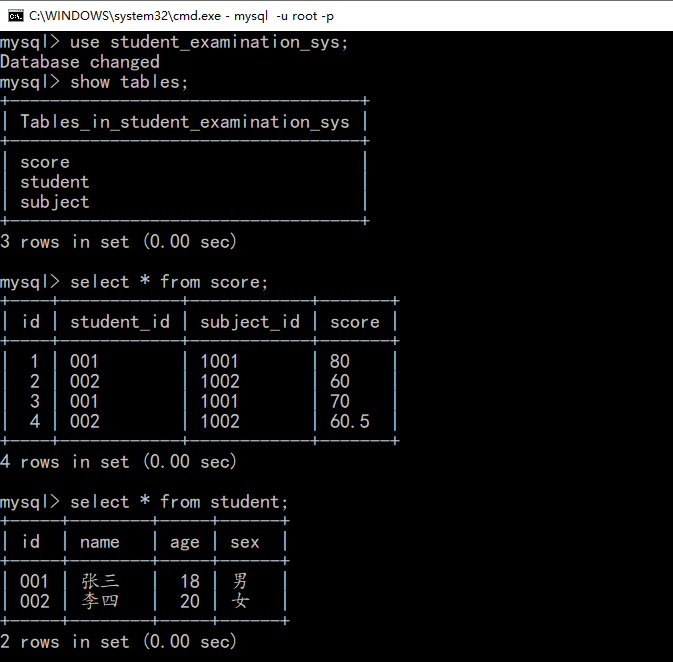 C:\WINDOWS\system32\cmd.exe - mysql  -u root -p
mysql> use student_examination_sys;
Database changed
mysql> show tables;
+-----------------------------------+
| Tables_in_student_examination_sys |
+-----------------------------------+
| score                             |
| student                           |
| subject                           |
+-----------------------------------+
3 rows in set (0.00 sec)
mysql> select * from score;
+----+------------+------------+-------+
| id | student_id | subject_id | score |
+----+------------+------------+-------+
|  1 | 001        | 1001       | 80    |
|  2 | 002        | 1002       | 60    |
|  3 | 001        | 1001       | 70    |
|  4 | 002        | 1002       | 60.5  |
+----+------------+------------+-------+
4 rows in set (0.00 sec)
mysql> select * from student;
+-----+--------+-----+------+
| id  | name   | age | sex  |
+-----+--------+-----+------+
| 001 | 张三   |  18 | 男   |
| 002 | 李四   |  20 | 女   |
+-----+--------+-----+------+
2 rows in set (0.00 sec)